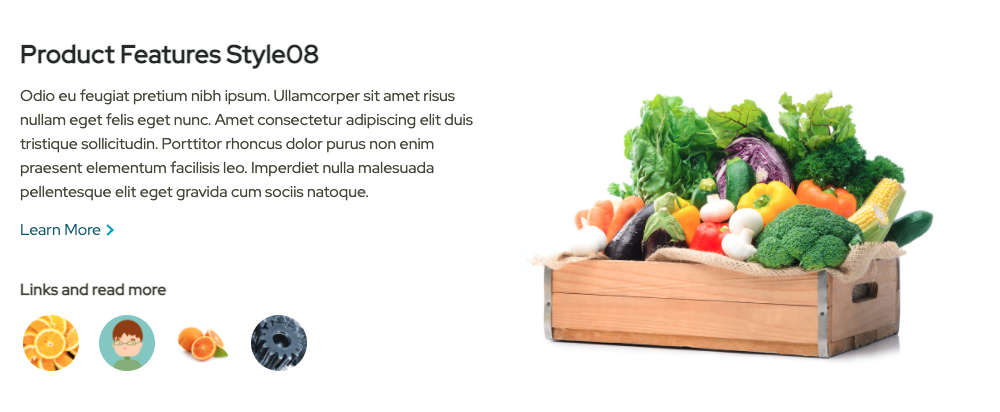 Product Features Style08
Odio eu feugiat pretium nibh ipsum. Ullamcorper sit amet risus
nullam eget felis eget nunc. Amet consectetur adipiscing elit duis
tristique sollicitudin. Porttitor rhoncus dolor purus non enim
praesent elementum facilisis leo. Imperdiet nulla malesuada
pellentesque elit eget gravida cum sociis natoque.
Learn More
Links and read more